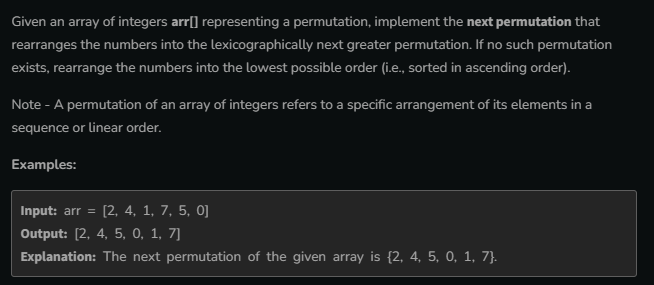 Given an array of integers arr[] representing a permutation, implement the next permutation that
rearranges the numbers into the lexicographically next greater permutation. If no such permutation
exists, rearrange the numbers into the lowest possible order (i.e., sorted in ascending order).
Note - A permutation of an array of integers refers to a specific arrangement of its elements in a
sequence or linear order.
Examples:
Input: arr = [2, 4, 1, 7, 5, 0]
Output: [2, 4, 5, 0, 1, 7]
Explanation: The next permutation of the given array is {2, 4, 5, 0, 1, 7}.